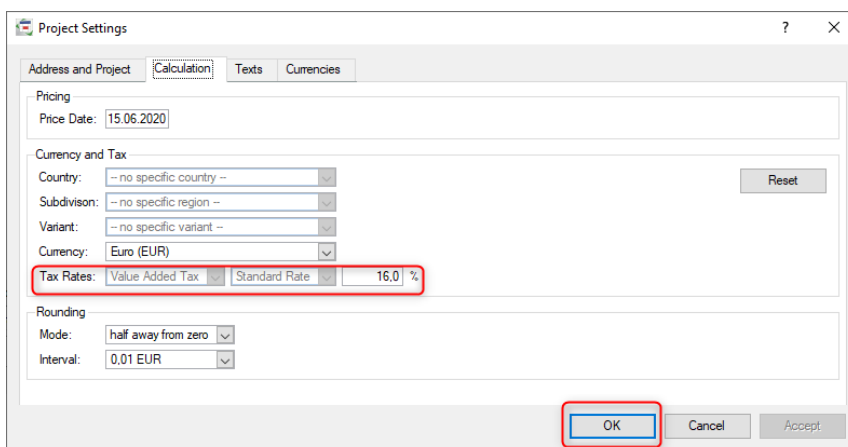 Project Settings ? X
Address and Project Calculation Texts Currencies
Pricing
Price Date: 15.06.2020
Currency and Tax
Country: -- no specific country --
Reset
Subdivison: -- no specific region --
Variant: -- no specific variant --
Currency: Euro (EUR)
Tax Rates: Value Added Tax Standard Rate 16,0 %
Rounding
Mode: half away from zero
Interval: 0,01 EUR
OK Cancel Accept